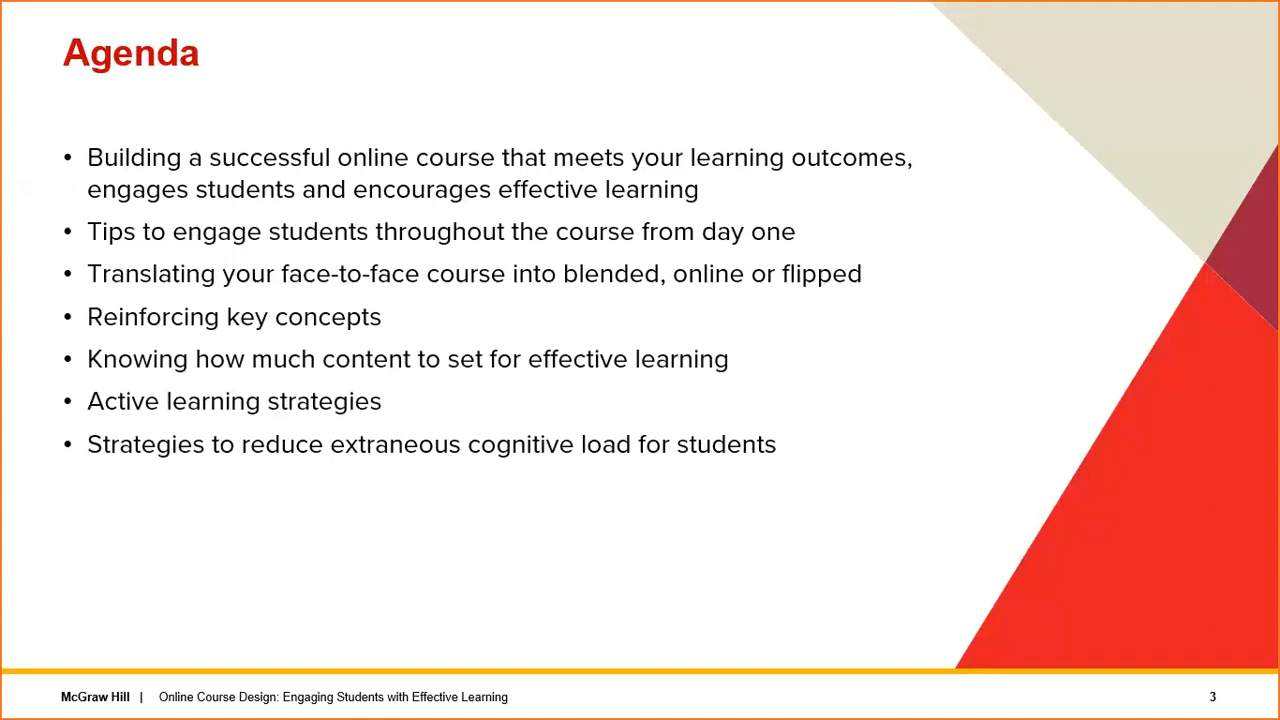 Agenda
• Building a successful online course that meets your learning outcomes,
engages students and encourages effective learning
• Tips to engage students throughout the course from day one
• Translating your face-to-face course into blended, online or flipped
• Reinforcing key concepts
• Knowing how much content to set for effective learning
• Active learning strategies
• Strategies to reduce extraneous cognitive load for students
McGraw Hill | Online Course Design: Engaging Students with Effective Learning 3